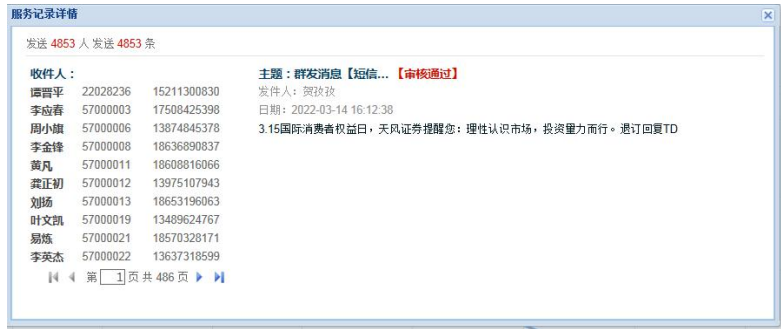 服务记录详情
发送 4853 人 发送 4853 条
收件人：
谭晋平 22028236 15211300830
李应春 57000003 17508425398
周小旗 57000006 13874845378
李金锋 57000008 18636890837
黄凡 57000011 18608816066
龚正初 57000012 13975107943
刘扬 57000013 18653196063
叶文凯 57000019 13489624767
易炼 57000021 18570328171
李英杰 57000022 13637318599
第 1 页 共 486 页
主题：群发消息【短信... 【审核通过】
发件人：贺孜孜
日期：2022-03-14 16:12:38
3.15国际消费者权益日，天风证券提醒您：理性认识市场，投资量力而行。退订回复TD